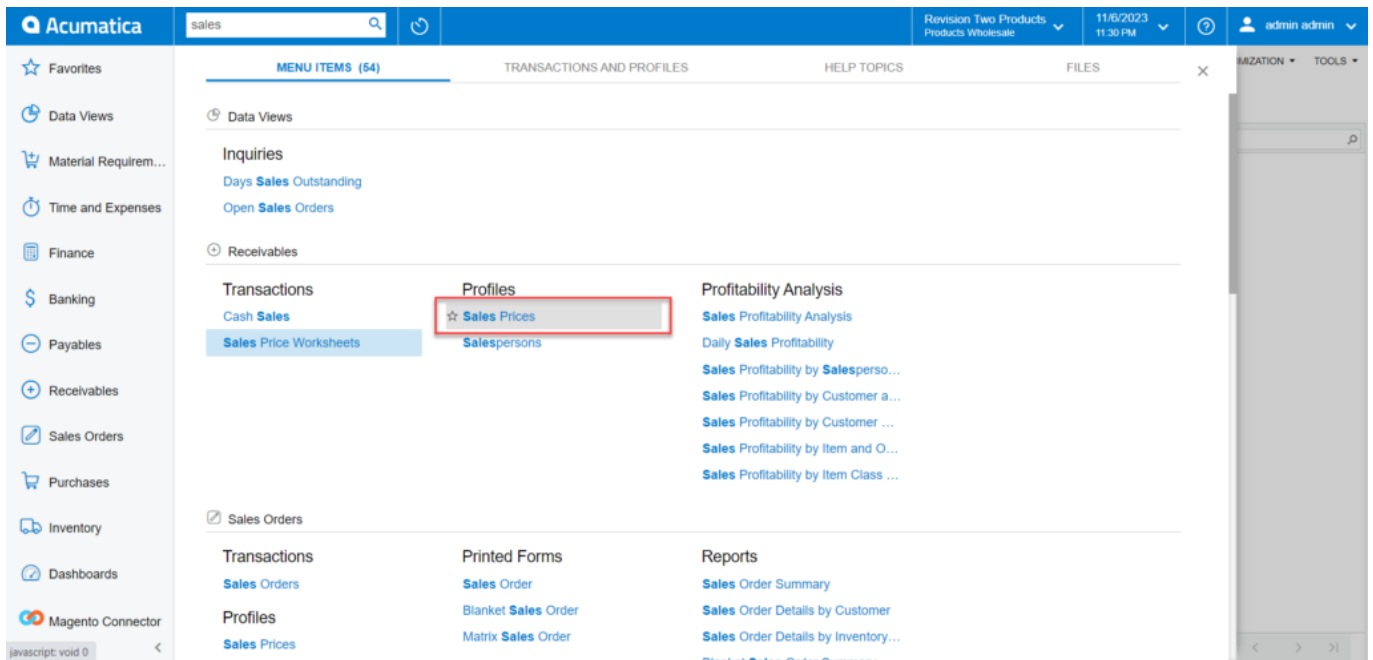 Acumatica
sales
Revision Two Products
Products Wholesale
11/6/2023
11:30 PM
admin admin
Favorites
Data Views
Material Requirem...
Time and Expenses
Finance
Banking
Payables
Receivables
Sales Orders
Purchases
Inventory
Dashboards
Magento Connector
javascript: void 0
MENU ITEMS (54)
TRANSACTIONS AND PROFILES
HELP TOPICS
FILES
MIZATION
TOOLS
Data Views
Inquiries
Days Sales Outstanding
Open Sales Orders
Receivables
Transactions
Cash Sales
Sales Price Worksheets
Profiles
Sales Prices
Salespersons
Profitability Analysis
Sales Profitability Analysis
Daily Sales Profitability
Sales Profitability by Salesperso...
Sales Profitability by Customer a...
Sales Profitability by Customer ...
Sales Profitability by Item and O...
Sales Profitability by Item Class ...
Sales Orders
Transactions
Sales Orders
Profiles
Sales Prices
Printed Forms
Sales Order
Blanket Sales Order
Matrix Sales Order
Reports
Sales Order Summary
Sales Order Details by Customer
Sales Order Details by Inventory...